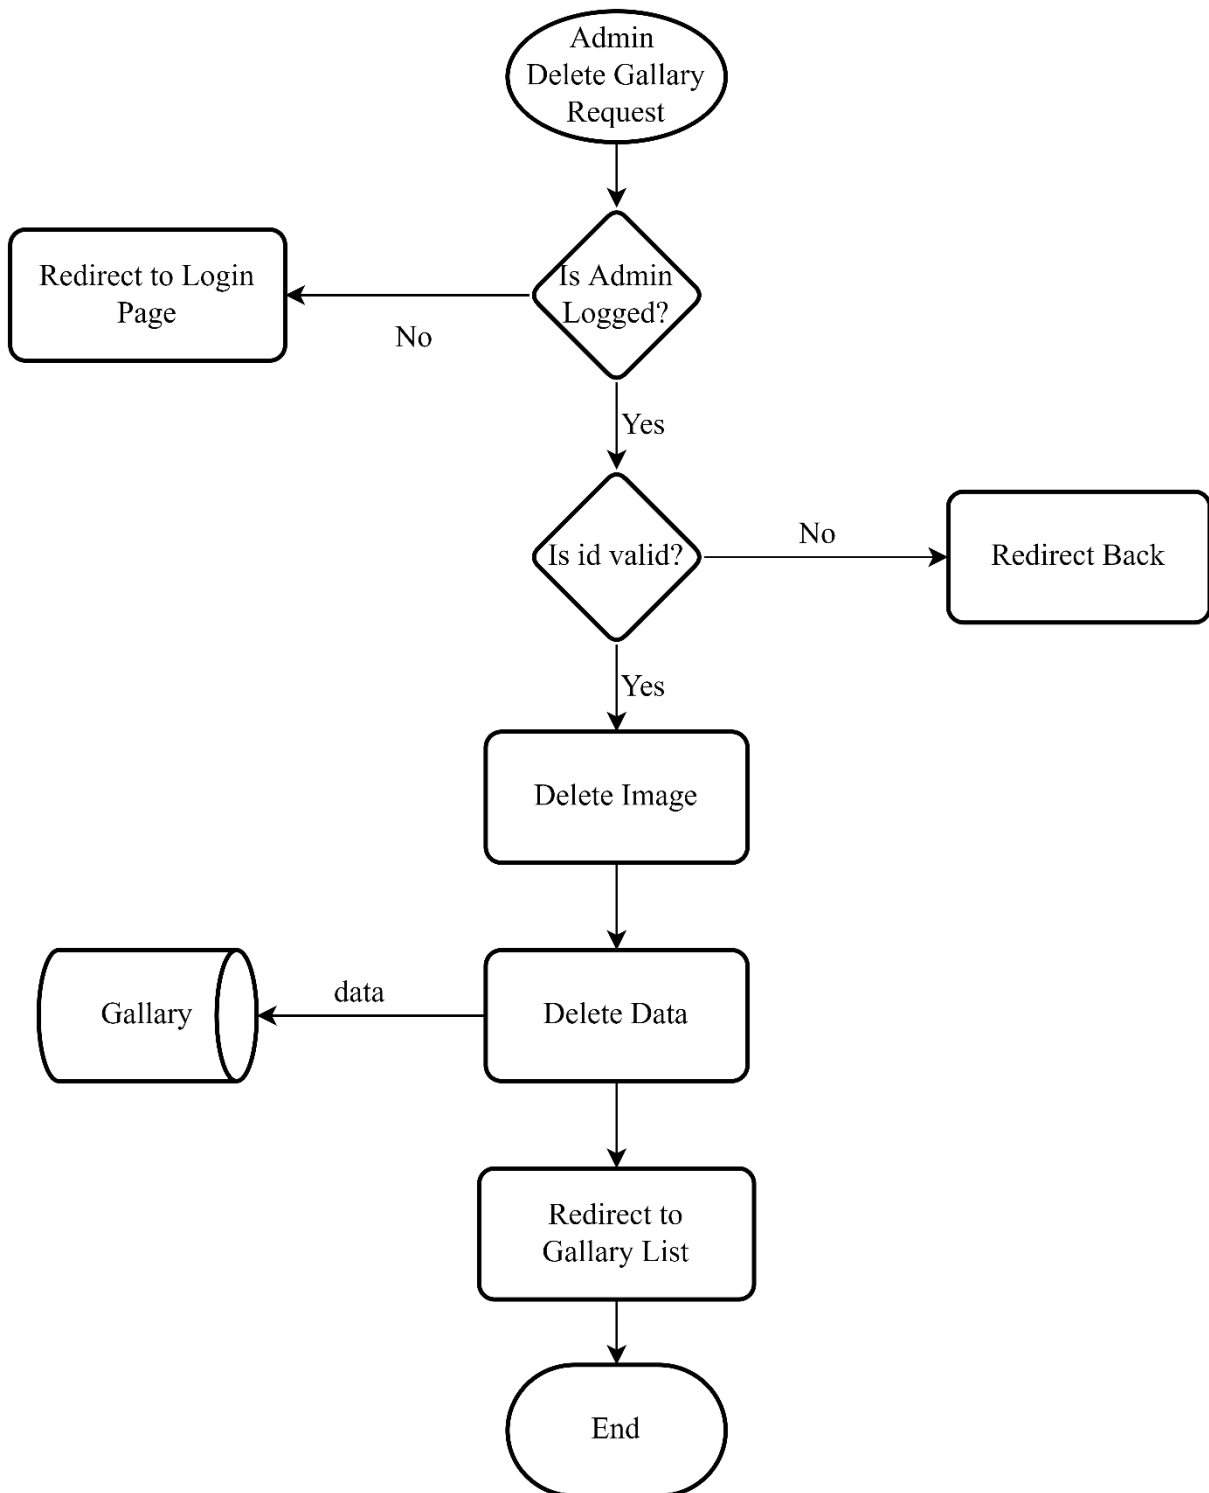 Admin
Delete Gallary
Request
Is Admin
Logged?
Redirect to Login
Page
No
Yes
Is id valid?
No
Redirect Back
Yes
Delete Image
Delete Data
data
Gallary
Redirect to
Gallary List
End